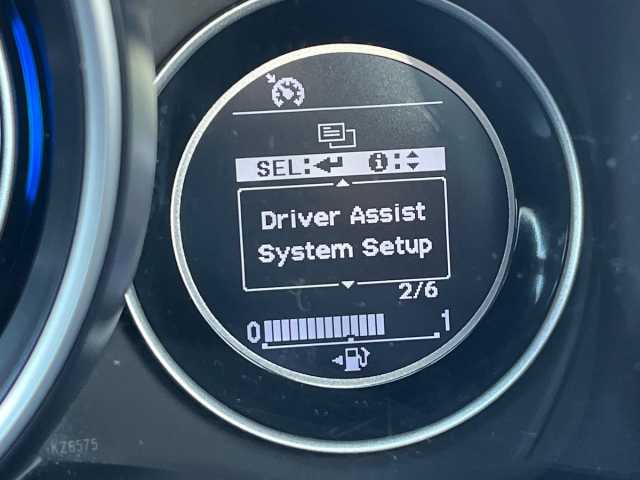 SEL: i:
Driver Assist
System Setup
2/6
0 1
KZ6575